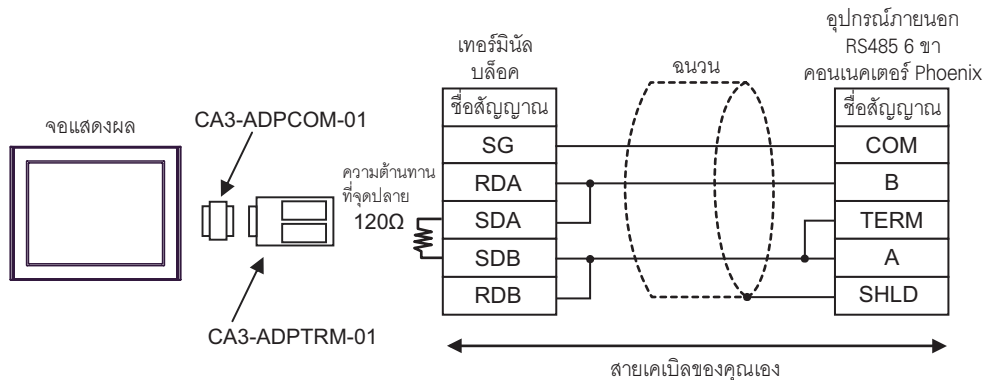 อุปกรณ์ภายนอก
RS485 6 ขา
คอนเนคเตอร์ Phoenix
เทอร์มินัล
บล็อค
ฉนวน
ชื่อสัญญาณ
ชื่อสัญญาณ
จอแสดงผล
CA3-ADPCOM-01
SG
COM
ความต้านทาน
ที่จุดปลาย
120Ω
RDA
B
SDA
TERM
SDB
A
RDB
SHLD
CA3-ADPTRM-01
สายเคเบิลของคุณเอง